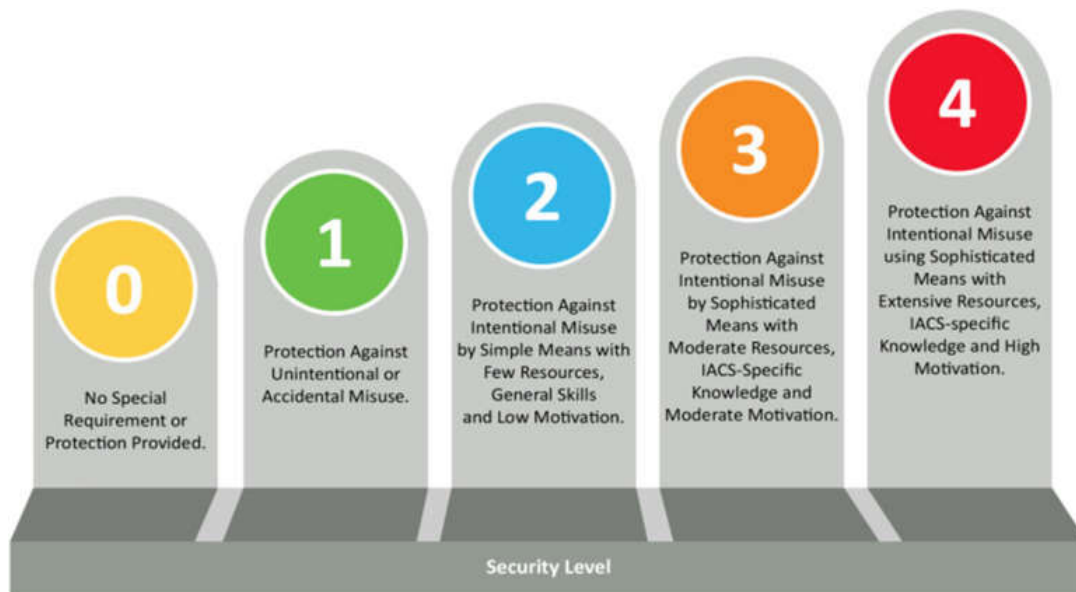 0
No Special
Requirement or
Protection Provided.
1
Protection Against
Unintentional or
Accidental Misuse.
2
Protection Against
Intentional Misuse
by Simple Means with
Few Resources,
General Skills
and Low Motivation.
3
Protection Against
Intentional Misuse
by Sophisticated
Means with
Moderate Resources,
IACS-Specific
Knowledge and
Moderate Motivation.
4
Protection Against
Intentional Misuse
using Sophisticated
Means with
Extensive Resources,
IACS-specific
Knowledge and High
Motivation.
Security Level